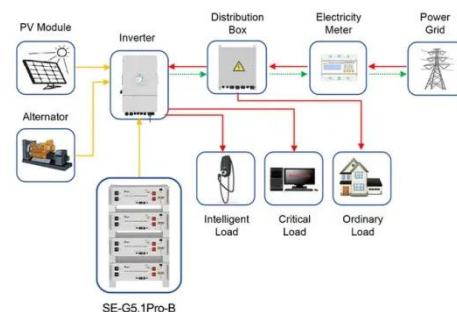 PV Module
Inverter
Distribution
Box
Electricity
Meter
Power
Grid
Alternator
Intelligent
Load
Critical
Load
Ordinary
Load
SE-G5.1Pro-B